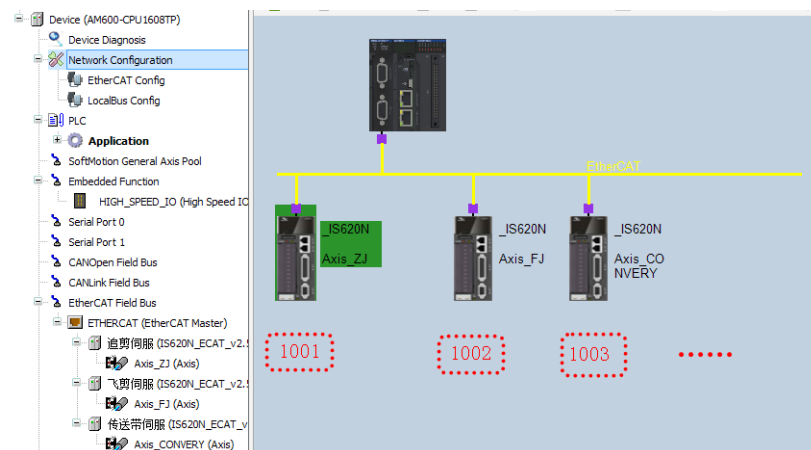 Device (AM600-CPU1608TP)
Device Diagnosis
Network Configuration
EtherCAT Config
LocalBus Config
PLC
Application
SoftMotion General Axis Pool
Embedded Function
HIGH_SPEED_IO (High Speed IO
Serial Port 0
Serial Port 1
CANOpen Field Bus
CANLink Field Bus
EtherCAT Field Bus
ETHERCAT (EtherCAT Master)
追剪伺服 (IS620N_ECAT_v2.5
Axis_ZJ (Axis)
飞剪伺服 (IS620N_ECAT_v2.5
Axis_FJ (Axis)
传送带伺服 (IS620N_ECAT_v
Axis_CONVERY (Axis)
EtherCAT
_IS620N
Axis_ZJ
_IS620N
Axis_FJ
_IS620N
Axis_CO
NVERY
1001
1002
1003
……